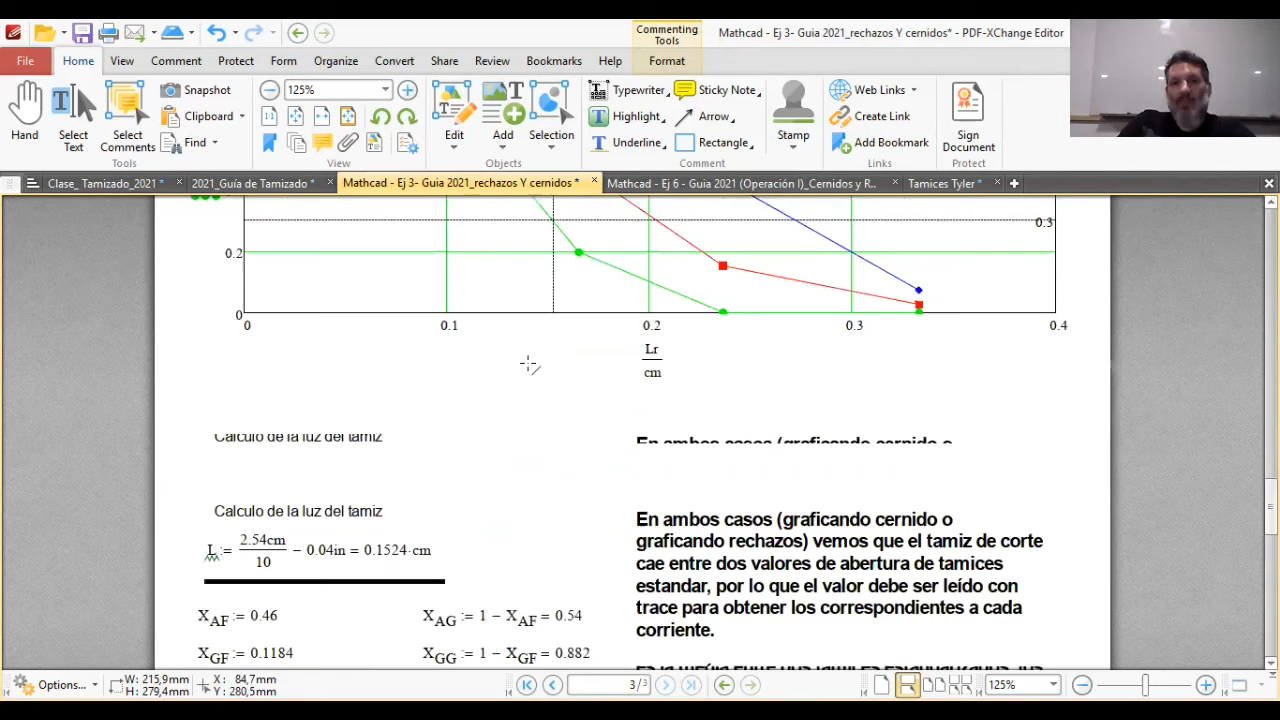 Commenting
Tools
Mathcad - Ej 3- Guia 2021_rechazos Y cernidos* - PDF-XChange Editor
File
Home
View
Comment
Protect
Form
Organize
Convert
Share
Review
Bookmarks
Help
Format
Hand
Select
Text
Select
Comments
Snapshot
Clipboard
Find
Tools
125%
View
Edit
Add
Selection
Objects
Typewriter
Highlight
Underline
Sticky Note
Arrow
Rectangle
Comment
Stamp
Web Links
Create Link
Add Bookmark
Links
Sign
Document
Protect
Clase_ Tamizado_2021 *
2021_Guía de Tamizado *
Mathcad - Ej 3- Guia 2021_rechazos Y cernidos *
Mathcad - Ej 6 - Guia 2021 (Operación I)_Cernidos y R..
Tamices Tyler*
0.3
0.2
0
0 0.1 0.2 0.3 0.4
Lr
cm
Calculo de la luz del tamiz
En ambos casos (graficando cernido o
Calculo de la luz del tamiz
L := 2.54cm / 10 − 0.04in = 0.1524·cm
X_AF := 0.46
X_AG := 1 − X_AF = 0.54
X_GF := 0.1184
X_GG := 1 − X_GF = 0.882
En ambos casos (graficando cernido o
graficando rechazos) vemos que el tamiz de corte
cae entre dos valores de abertura de tamices
estandar, por lo que el valor debe ser leído con
trace para obtener los correspondientes a cada
corriente.
Options...
W: 215,9mm
H: 279,4mm
X: 84,7mm
Y: 280,5mm
3/3
125%